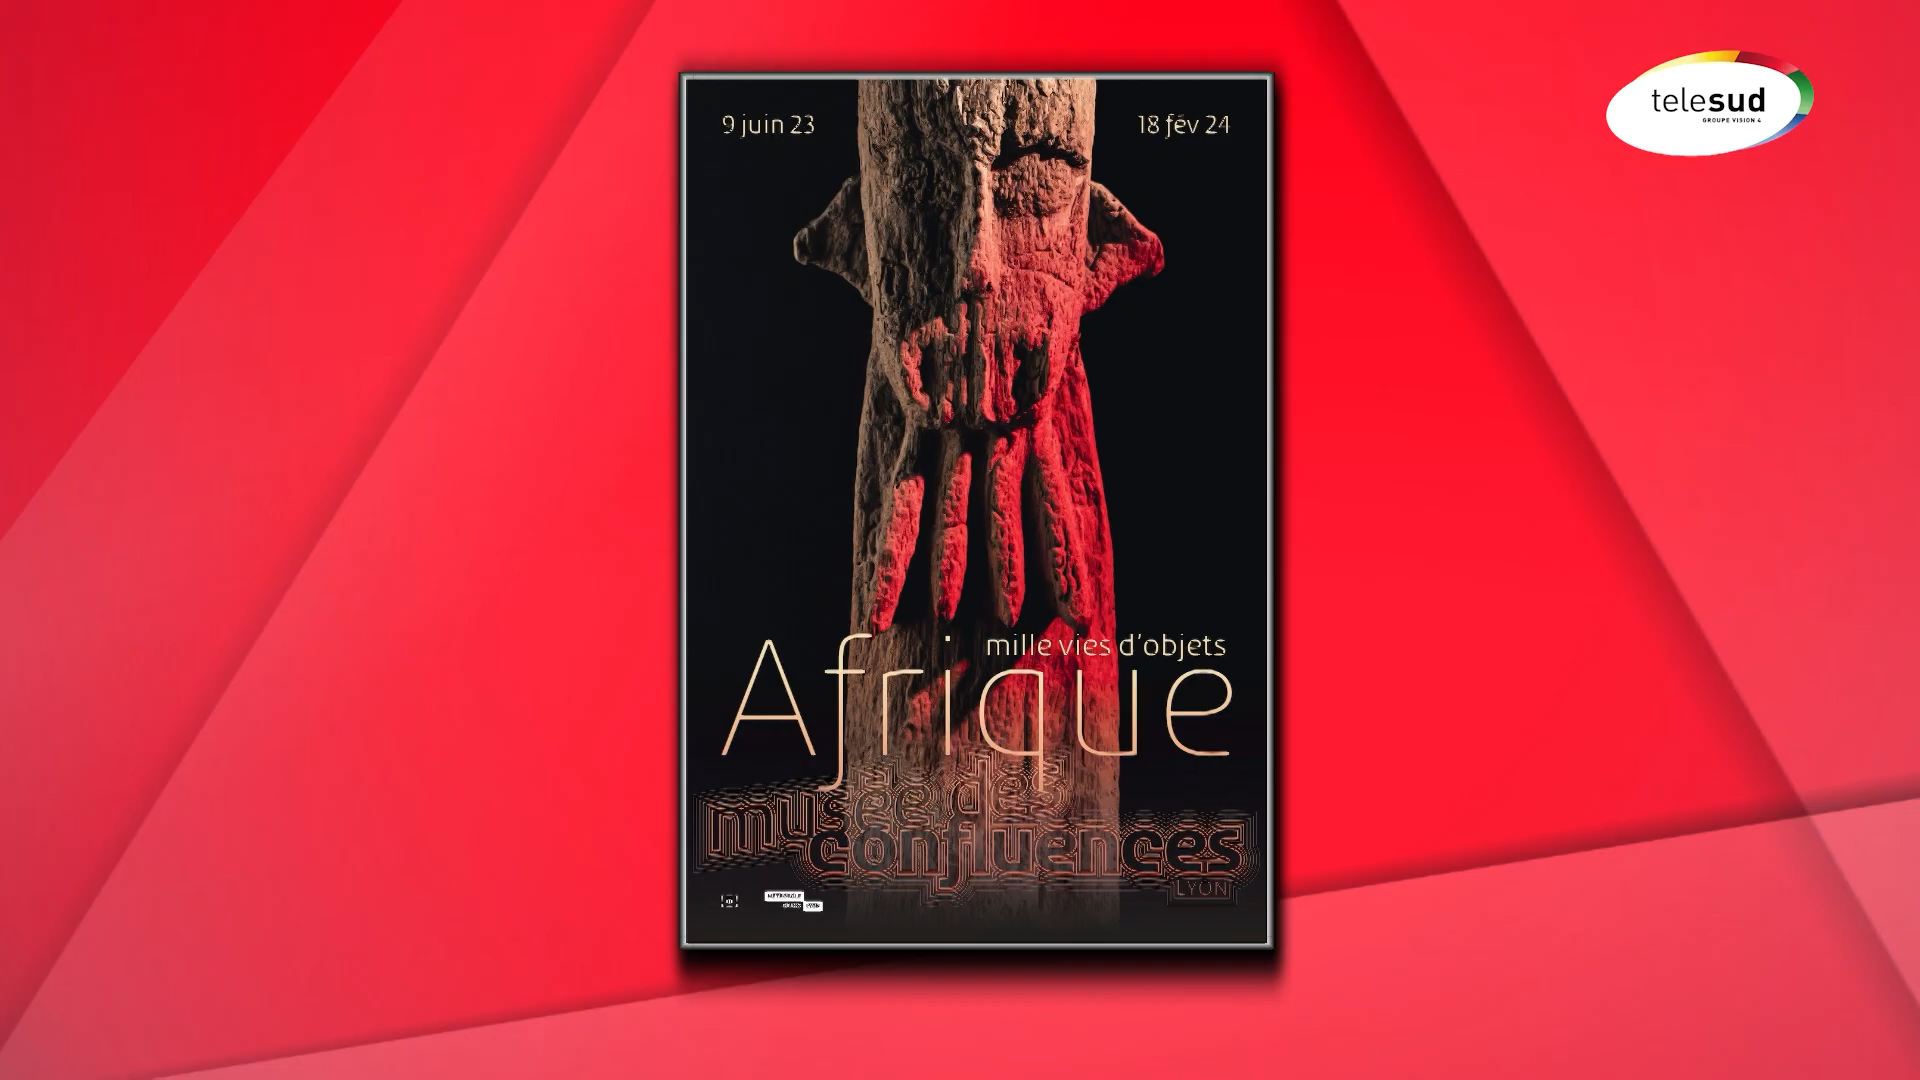 telesud
GROUPE VISION 4
9 juin 23
18 fév 24
mille vies d'objets
Afrique
musée des
confluences
LYON